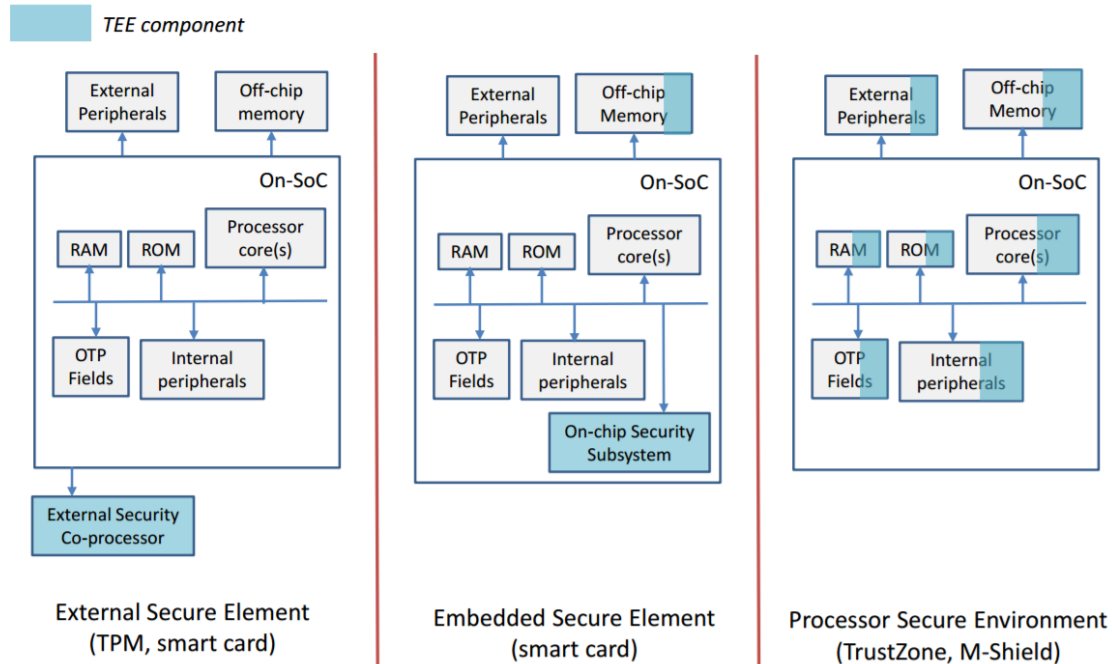 TEE component
External
Peripherals
Off-chip
memory
On-SoC
RAM
ROM
Processor
core(s)
OTP
Fields
Internal
peripherals
External Security
Co-processor
External Secure Element
(TPM, smart card)
External
Peripherals
Off-chip
Memory
On-SoC
RAM
ROM
Processor
core(s)
OTP
Fields
Internal
peripherals
On-chip Security
Subsystem
Embedded Secure Element
(smart card)
External
Peripherals
Off-chip
Memory
On-SoC
RAM
ROM
Processor
core(s)
OTP
Fields
Internal
peripherals
Processor Secure Environment
(TrustZone, M-Shield)